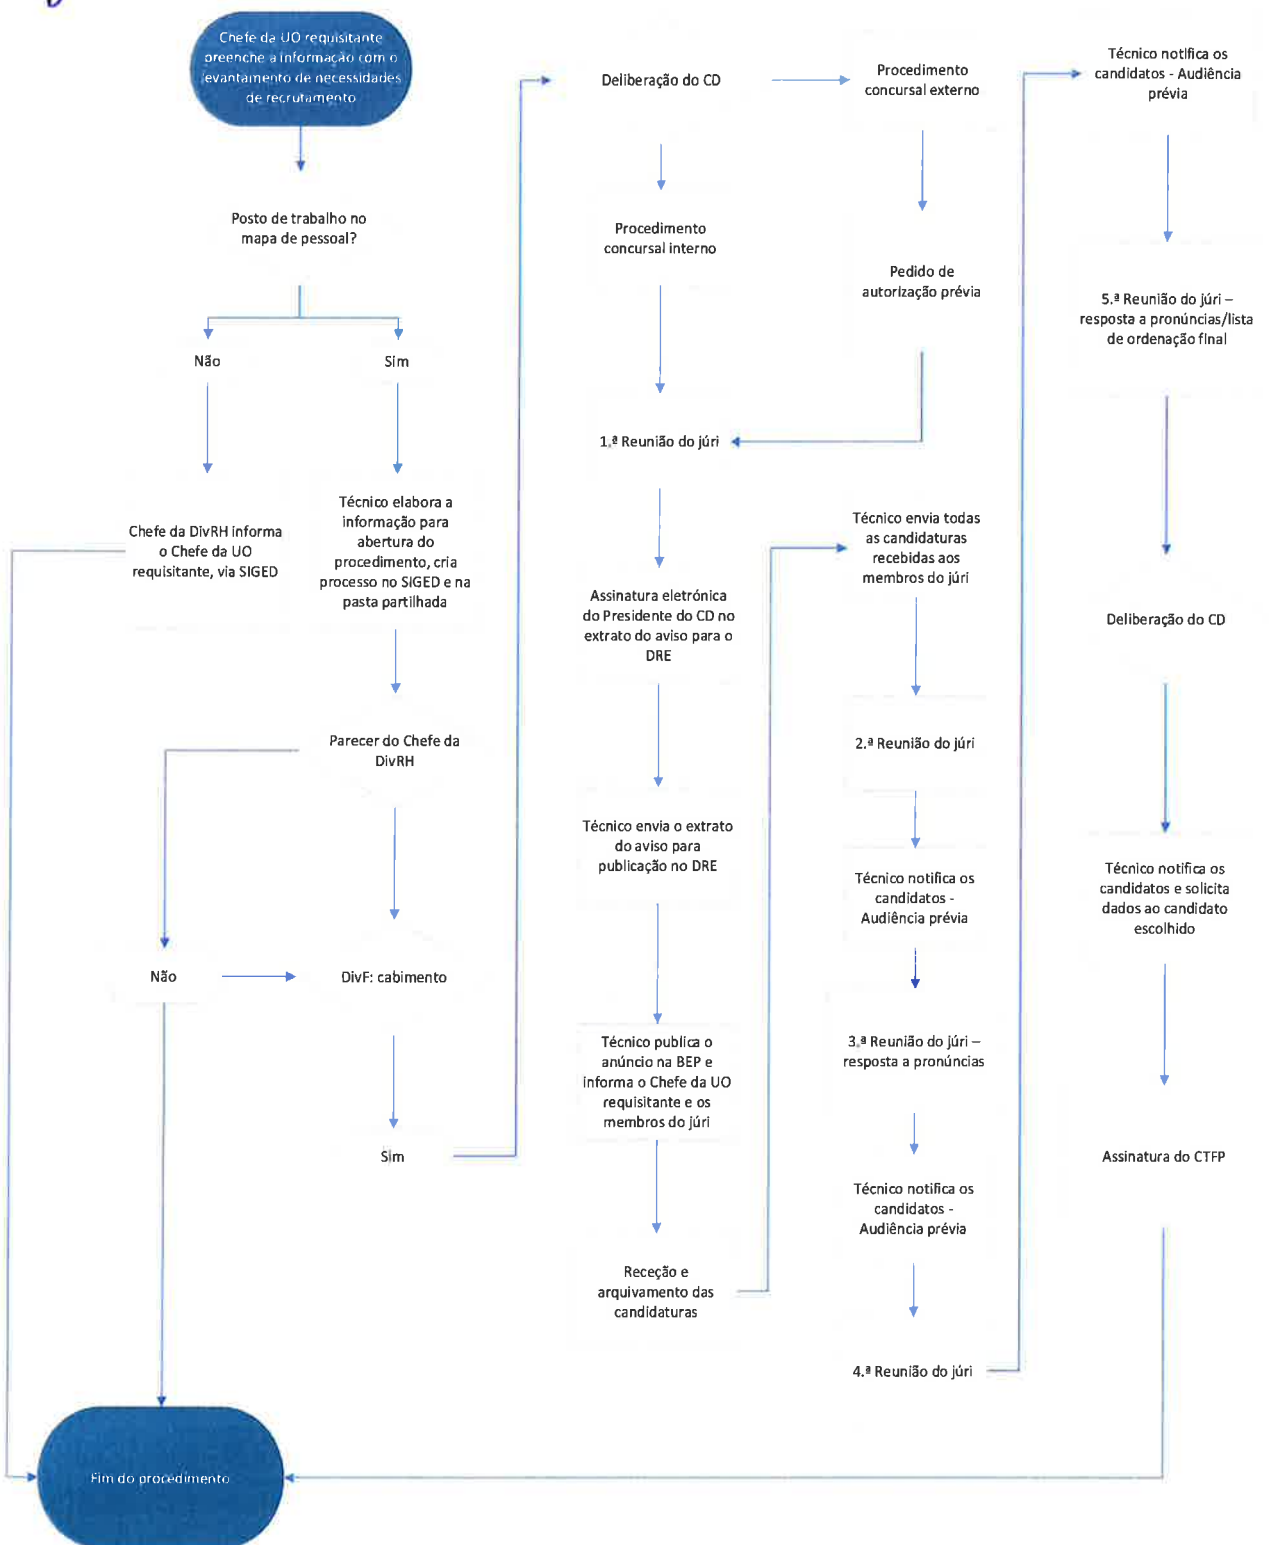 Chefe da UO requisitante
preenche a informação com o
levantamento de necessidades
de recrutamento
Posto de trabalho no
mapa de pessoal?
Não
Sim
Chefe da DivRH informa
o Chefe da UO
requisitante, via SIGED
Técnico elabora a
informação para
abertura do
procedimento, cria
processo no SIGED e na
pasta partilhada
Parecer do Chefe da
DivRH
Não
DivF: cabimento
Sim
Fim do procedimento
Deliberação do CD
Procedimento
concursal interno
1.ª Reunião do júri
Assinatura eletrónica
do Presidente do CD no
extrato do aviso para o
DRE
Técnico envia o extrato
do aviso para
publicação no DRE
Técnico publica o
anúncio na BEP e
informa o Chefe da UO
requisitante e os
membros do júri
Receção e
arquivamento das
candidaturas
Procedimento
concursal externo
Pedido de
autorização prévia
Técnico envia todas
as candidaturas
recebidas aos
membros do júri
2.ª Reunião do júri
Técnico notifica os
candidatos -
Audiência prévia
3.ª Reunião do júri –
resposta a pronúncias
Técnico notifica os
candidatos -
Audiência prévia
4.ª Reunião do júri
Técnico notifica os
candidatos - Audiência
prévia
5.ª Reunião do júri –
resposta a pronúncias/lista
de ordenação final
Deliberação do CD
Técnico notifica os
candidatos e solicita
dados ao candidato
escolhido
Assinatura do CTFP